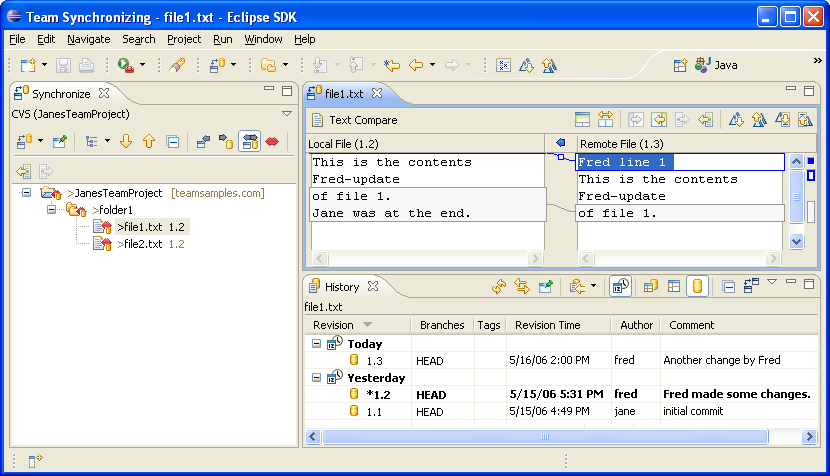 Team Synchronizing - file1.txt - Eclipse SDK
File Edit Navigate Search Project Run Window Help
Java
Synchronize
CVS (JanesTeamProject)
>JanesTeamProject [teamsamples.com]
>folder1
>file1.txt 1.2
>file2.txt 1.2
file1.txt
Text Compare
Local File (1.2)
This is the contents
Fred-update
of file 1.
Jane was at the end.
Remote File (1.3)
Fred line 1
This is the contents
Fred-update
of file 1.
History
file1.txt
Revision Branches Tags Revision Time Author Comment
Today
1.3 HEAD 5/16/06 2:00 PM fred Another change by Fred
Yesterday
*1.2 HEAD 5/15/06 5:31 PM fred Fred made some changes.
1.1 HEAD 5/15/06 4:49 PM jane initial commit